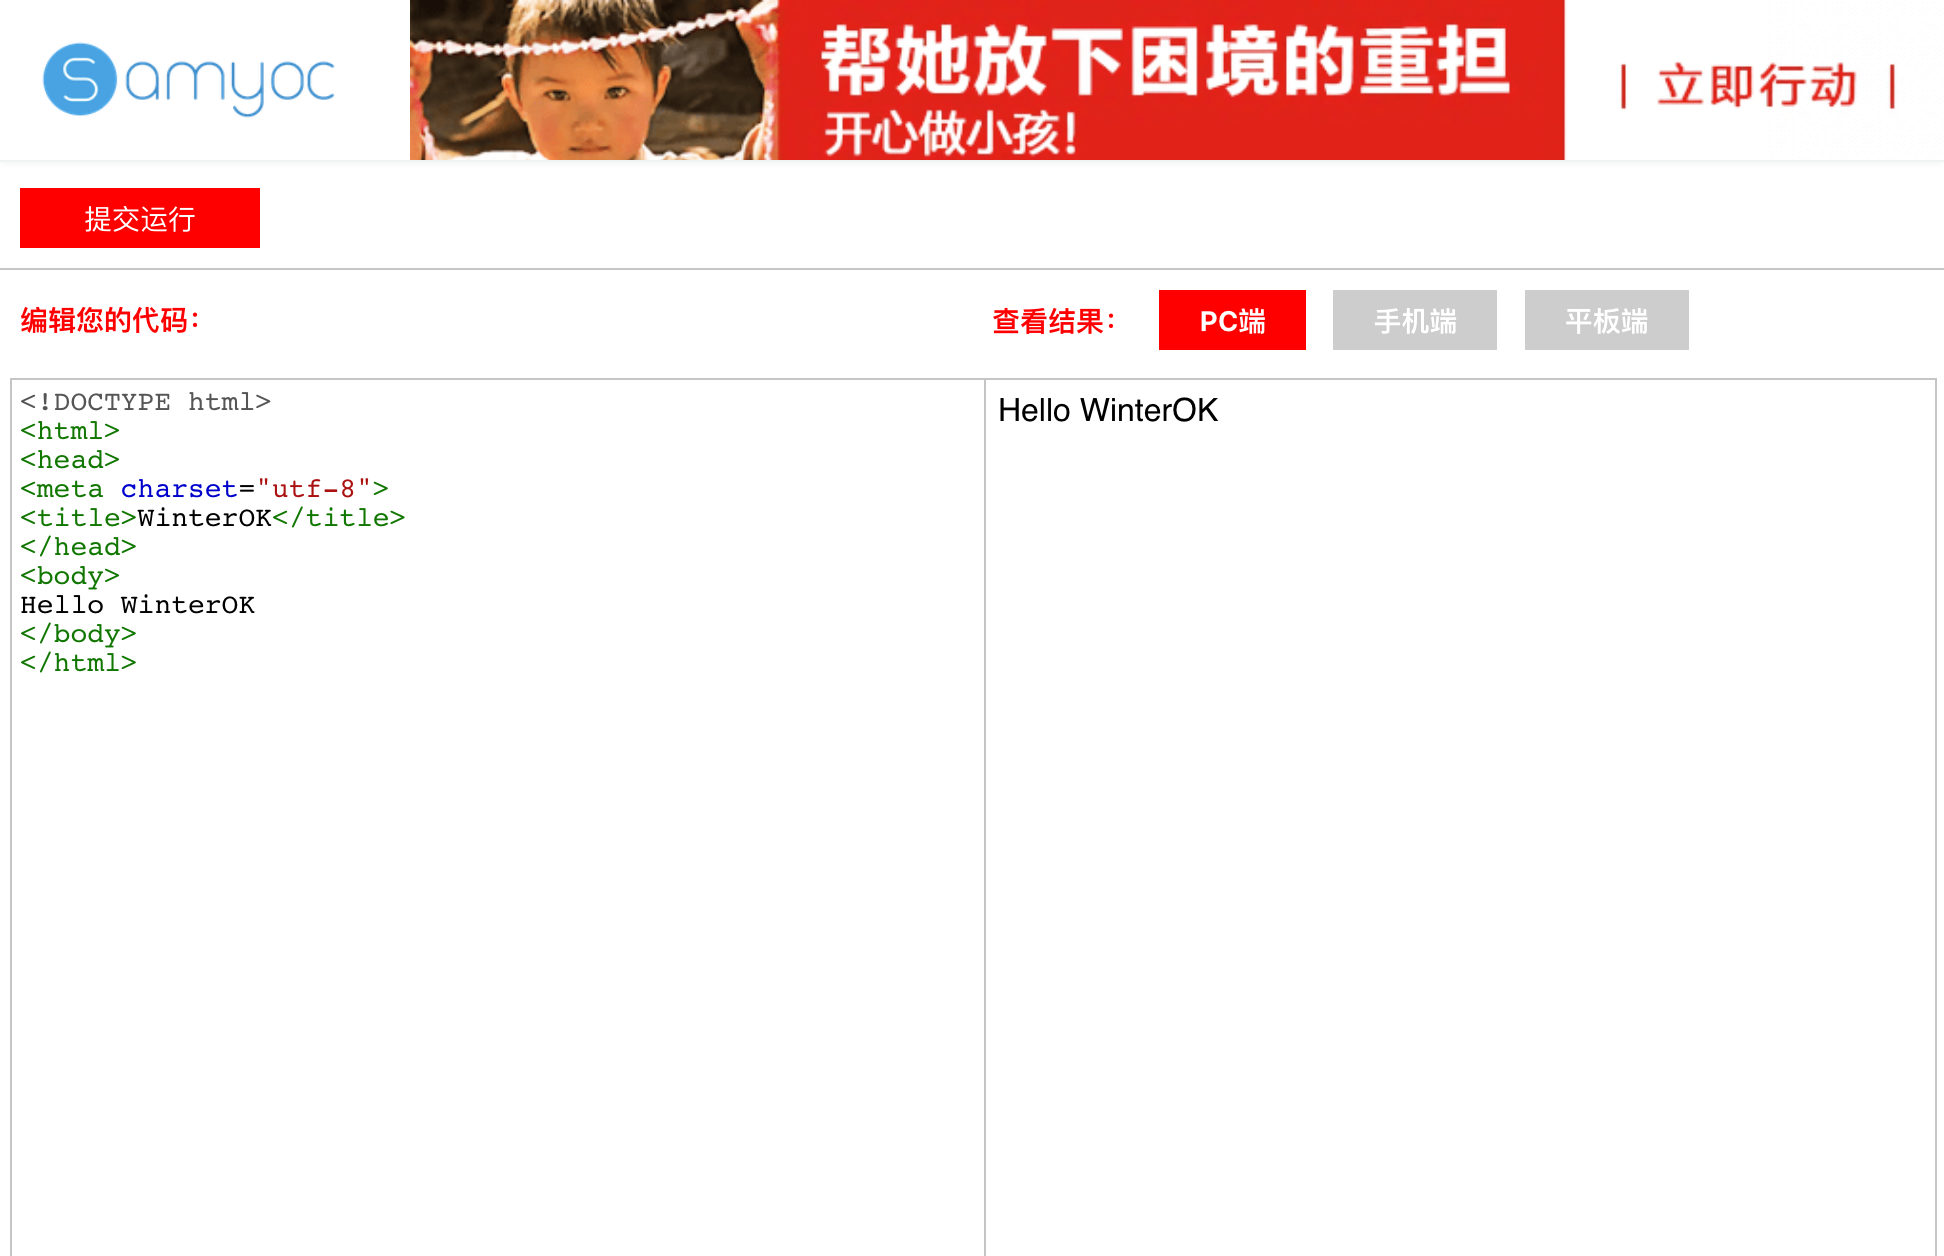 Samyoc
帮她放下困境的重担
开心做小孩!
| 立即行动 |
提交运行
编辑您的代码：
查看结果： PC端 手机端 平板端
<!DOCTYPE html>
<html>
<head>
<meta charset="utf-8">
<title>WinterOK</title>
</head>
<body>
Hello WinterOK
</body>
</html>
Hello WinterOK